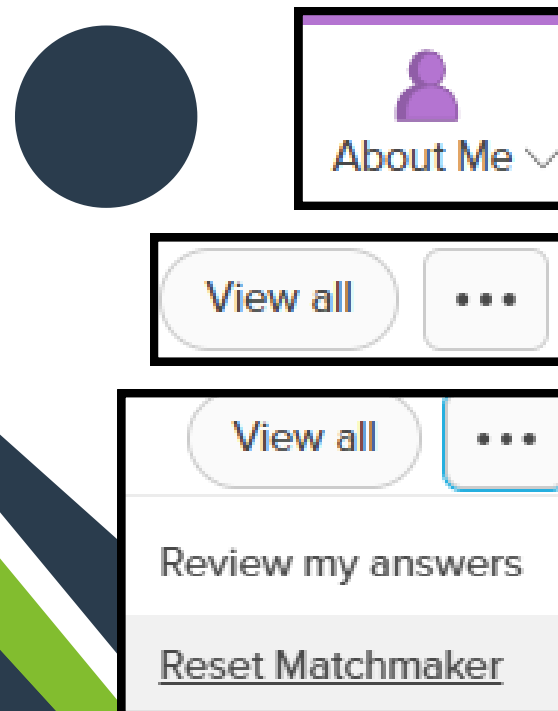 About Me
View all
View all
Review my answers
Reset Matchmaker